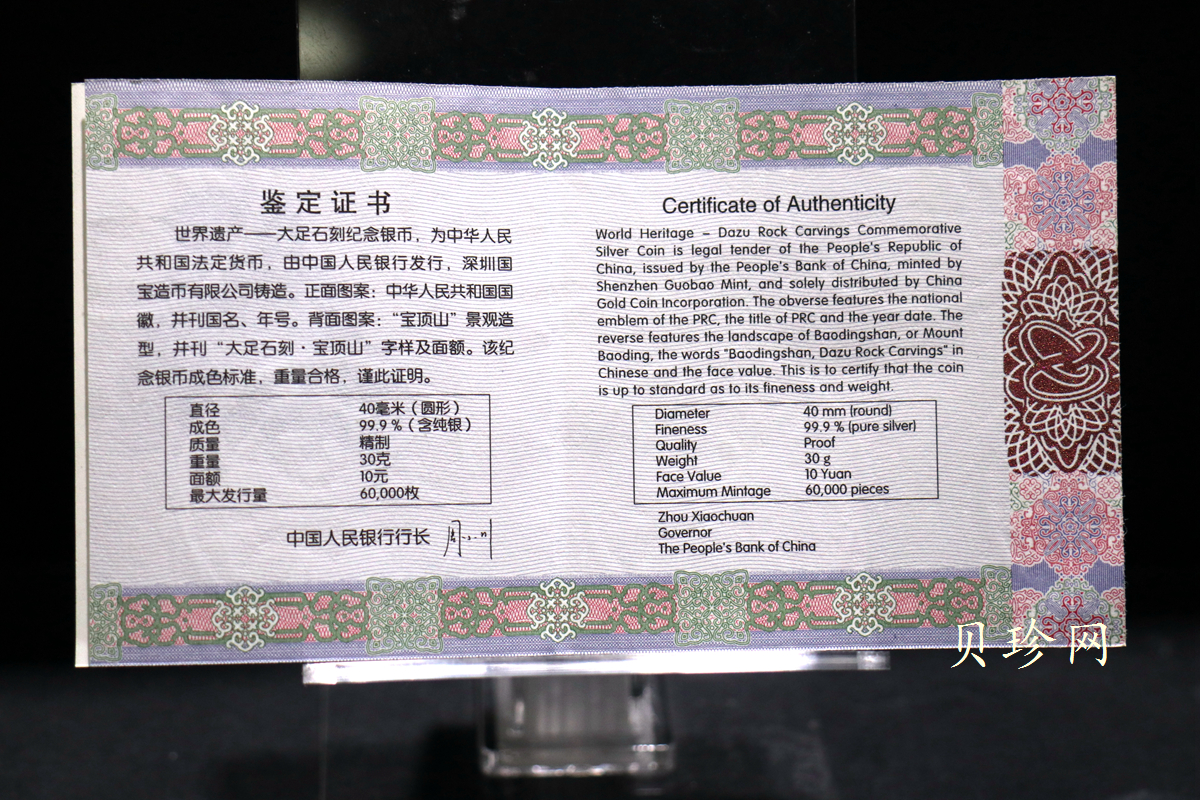 鉴定证书
世界遗产——大足石刻纪念银币，为中华人民
共和国法定货币，由中国人民银行发行，深圳国
宝造币有限公司铸造。正面图案：中华人民共和国国
徽，并刊国名、年号。背面图案：“宝顶山”景观造
型，并刊“大足石刻·宝顶山”字样及面额。该纪
念银币成色标准，重量合格，谨此证明。
直径 40毫米（圆形）
成色 99.9 %（含纯银）
质量 精制
重量 30克
面额 10元
最大发行量 60,000枚
中国人民银行行长
Certificate of Authenticity
World Heritage – Dazu Rock Carvings Commemorative
Silver Coin is legal tender of the People's Republic of
China, issued by the People's Bank of China, minted by
Shenzhen Guobao Mint, and solely distributed by China
Gold Coin Incorporation. The obverse features the national
emblem of the PRC, the title of PRC and the year date. The
reverse features the landscape of Baodingshan, or Mount
Baoding, the words "Baodingshan, Dazu Rock Carvings" in
Chinese and the face value. This is to certify that the coin
is up to standard as to its fineness and weight.
Diameter 40 mm (round)
Fineness 99.9 % (pure silver)
Quality Proof
Weight 30 g
Face Value 10 Yuan
Maximum Mintage 60,000 pieces
Zhou Xiaochuan
Governor
The People's Bank of China
贝珍网